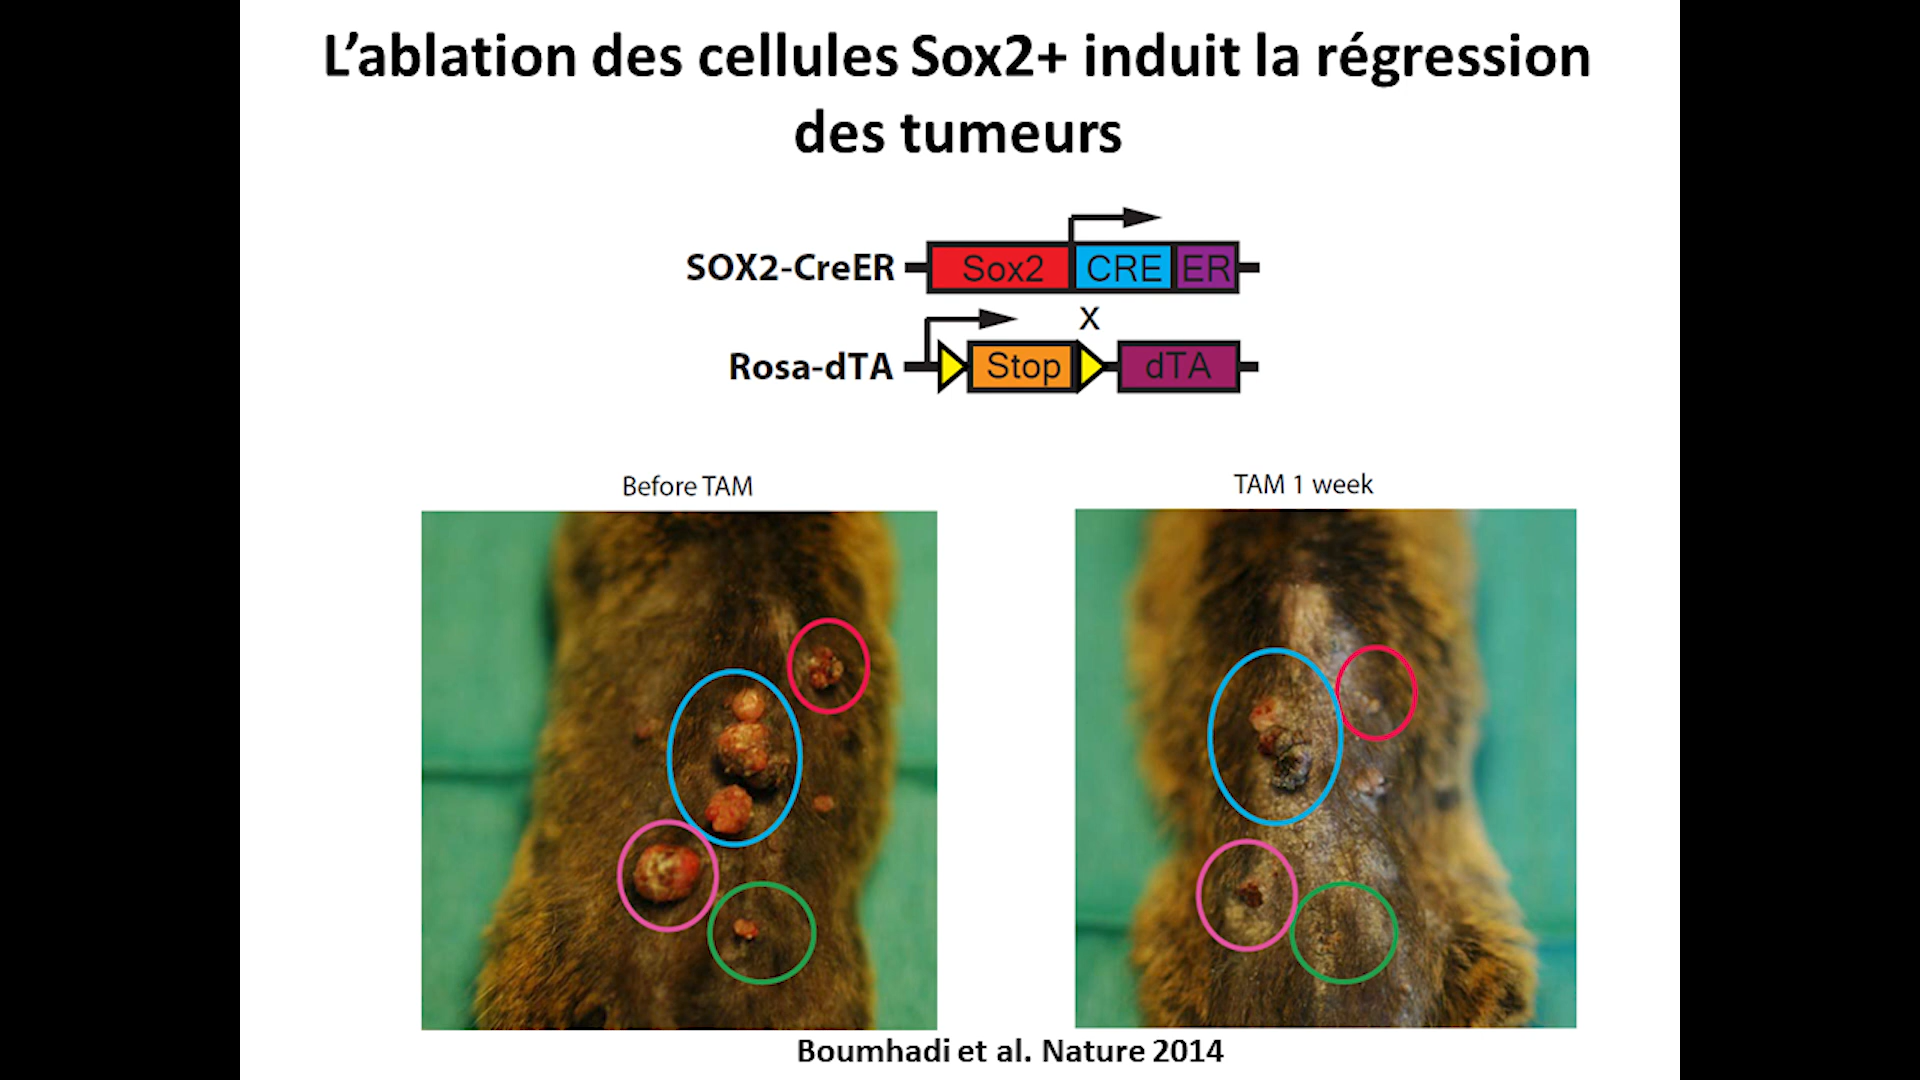 L'ablation des cellules Sox2+ induit la régression
des tumeurs
SOX2-CreER
Sox2 CRE ER
X
Rosa-dTA
Stop dTA
Before TAM
TAM 1 week
Boumhadi et al. Nature 2014